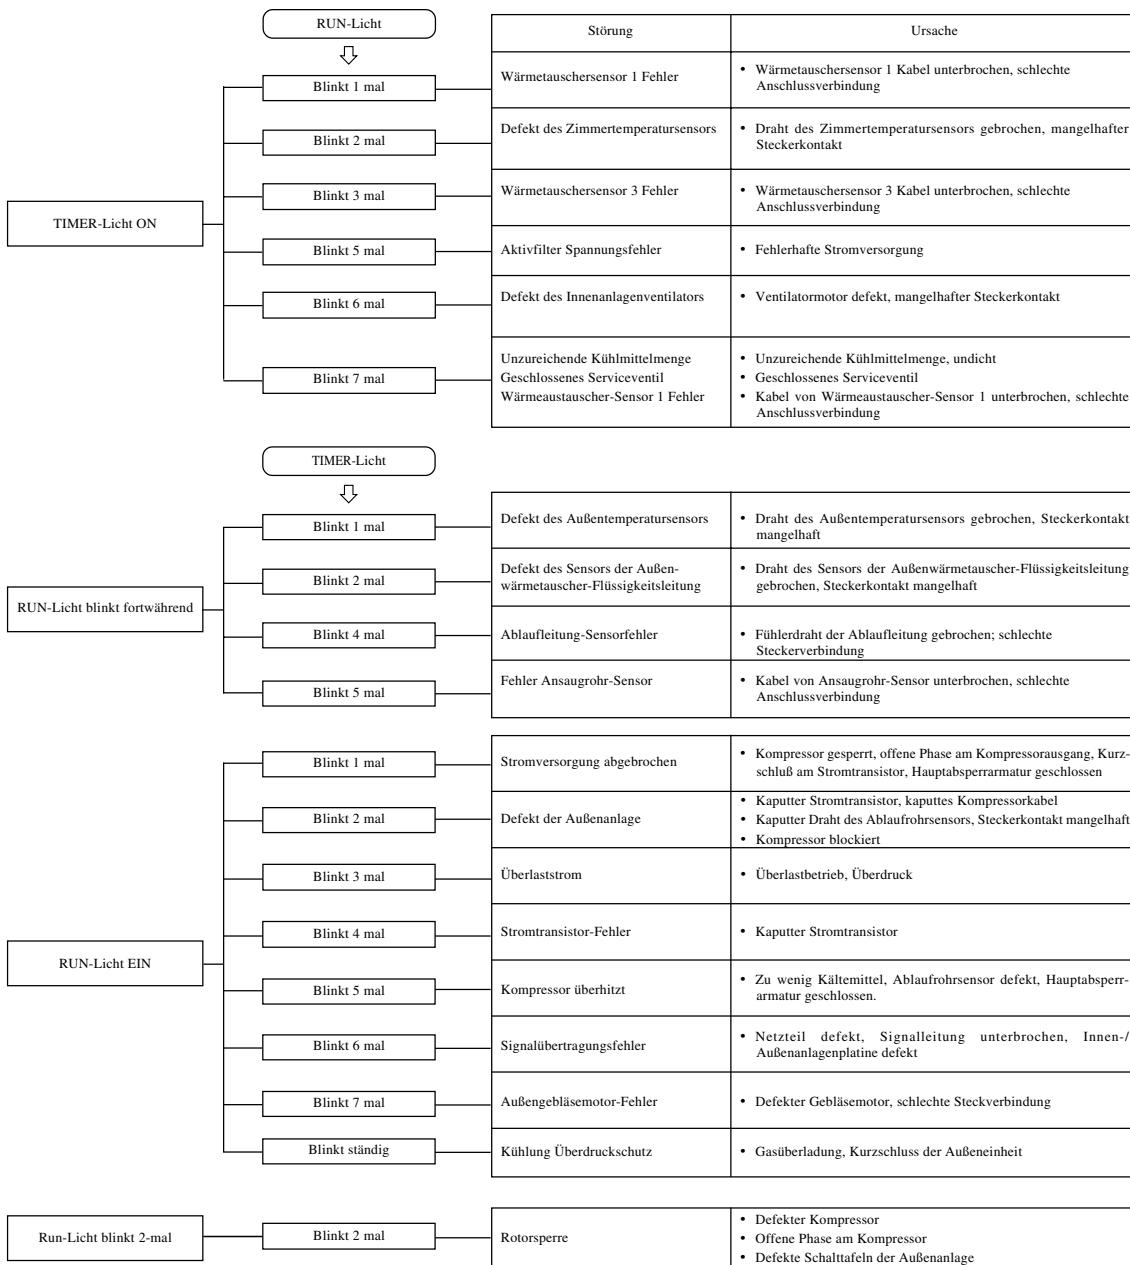 RUN-Licht
Störung
Ursache
TIMER-Licht ON
Blinkt 1 mal
Wärmetauschersensor 1 Fehler
• Wärmetauschersensor 1 Kabel unterbrochen, schlechte
Anschlussverbindung
Blinkt 2 mal
Defekt des Zimmertemperatursensors
• Draht des Zimmertemperatursensors gebrochen, mangelhafter
Steckerkontakt
Blinkt 3 mal
Wärmetauschersensor 3 Fehler
• Wärmetauschersensor 3 Kabel unterbrochen, schlechte
Anschlussverbindung
Blinkt 5 mal
Aktivfilter Spannungsfehler
• Fehlerhafte Stromversorgung
Blinkt 6 mal
Defekt des Innenanlagenventilators
• Ventilatormotor defekt, mangelhafter Steckerkontakt
Blinkt 7 mal
Unzureichende Kühlmittelmenge
Geschlossenes Serviceventil
Wärmeaustauscher-Sensor 1 Fehler
• Unzureichende Kühlmittelmenge, undicht
• Geschlossenes Serviceventil
• Kabel von Wärmeaustauscher-Sensor 1 unterbrochen, schlechte
Anschlussverbindung
TIMER-Licht
RUN-Licht blinkt fortwährend
Blinkt 1 mal
Defekt des Außentemperatursensors
• Draht des Außentemperatursensors gebrochen, Steckerkontakt
mangelhaft
Blinkt 2 mal
Defekt des Sensors der Außen-
wärmetauscher-Flüssigkeitsleitung
• Draht des Sensors der Außenwärmetauscher-Flüssigkeitsleitung
gebrochen, Steckerkontakt mangelhaft
Blinkt 4 mal
Ablaufleitung-Sensorfehler
• Fühlerdraht der Ablaufleitung gebrochen; schlechte
Steckerverbindung
Blinkt 5 mal
Fehler Ansaugrohr-Sensor
• Kabel von Ansaugrohr-Sensor unterbrochen, schlechte
Anschlussverbindung
RUN-Licht EIN
Blinkt 1 mal
Stromversorgung abgebrochen
• Kompressor gesperrt, offene Phase am Kompressorausgang, Kurz-
schluß am Stromtransistor, Hauptabsperrarmatur geschlossen
Blinkt 2 mal
Defekt der Außenanlage
• Kaputter Stromtransistor, kaputtes Kompressorkabel
• Kaputter Draht des Ablaufrohrsensors, Steckerkontakt mangelhaft
• Kompressor blockiert
Blinkt 3 mal
Überlaststrom
• Überlastbetrieb, Überdruck
Blinkt 4 mal
Stromtransistor-Fehler
• Kaputter Stromtransistor
Blinkt 5 mal
Kompressor überhitzt
• Zu wenig Kältemittel, Ablaufrohrsensor defekt, Hauptabsperr-
armatur geschlossen.
Blinkt 6 mal
Signalübertragungsfehler
• Netzteil defekt, Signalleitung unterbrochen, Innen-/
Außenanlagenplatine defekt
Blinkt 7 mal
Außengebläsemotor-Fehler
• Defekter Gebläsemotor, schlechte Steckverbindung
Blinkt ständig
Kühlung Überdruckschutz
• Gasüberladung, Kurzschluss der Außeneinheit
Run-Licht blinkt 2-mal
Blinkt 2 mal
Rotorsperre
• Defekter Kompressor
• Offene Phase am Kompressor
• Defekte Schalttafeln der Außenanlage